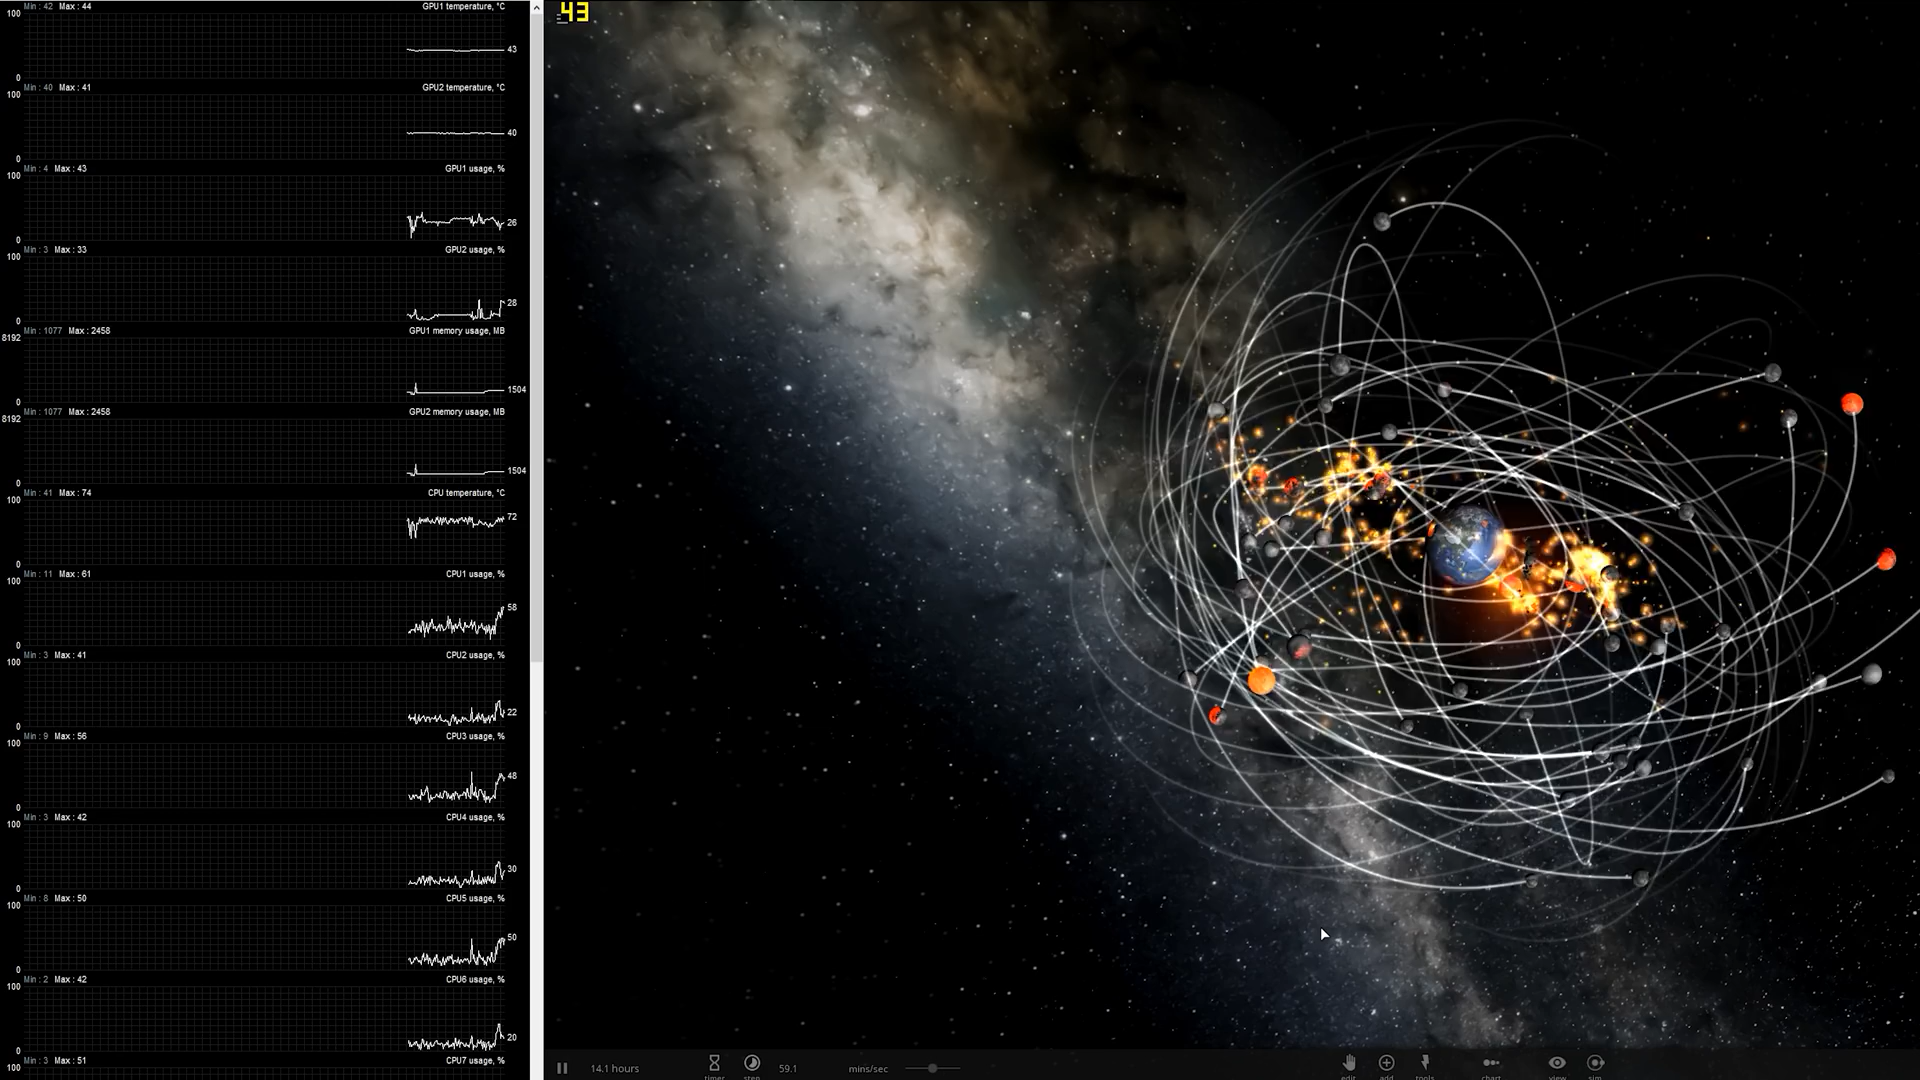 Min : 42 Max : 44 GPU1 temperature, °C
100
43
0
Min : 40 Max : 41 GPU2 temperature, °C
100
40
0
Min : 4 Max : 43 GPU1 usage, %
100
26
0
Min : 3 Max : 33 GPU2 usage, %
100
28
0
Min : 1077 Max : 2458 GPU1 memory usage, MB
8192
1504
0
Min : 1077 Max : 2458 GPU2 memory usage, MB
8192
1504
0
Min : 41 Max : 74 CPU temperature, °C
100
72
0
Min : 11 Max : 61 CPU1 usage, %
100
58
0
Min : 3 Max : 41 CPU2 usage, %
100
22
0
Min : 9 Max : 56 CPU3 usage, %
100
48
0
Min : 3 Max : 42 CPU4 usage, %
100
30
0
Min : 8 Max : 50 CPU5 usage, %
100
50
0
Min : 2 Max : 42 CPU6 usage, %
100
20
0
Min : 3 Max : 51 CPU7 usage, %
100
43
14.1 hours timer step 59.1 mins/sec edit add tools chart view sim